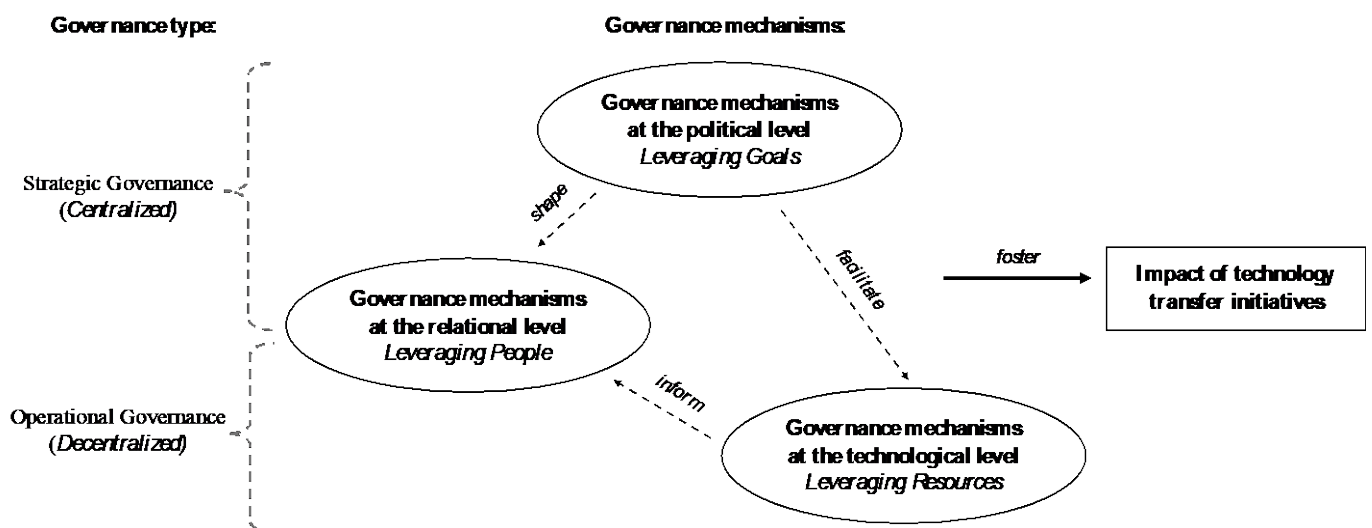 Governance type:
Governance mechanisms:
Governance mechanisms
at the political level
Leveraging Goals
Strategic Governance
(Centralized)
shape
facilitate
foster
Impact of technology
transfer initiatives
Governance mechanisms
at the relational level
Leveraging People
inform
Operational Governance
(Decentralized)
Governance mechanisms
at the technological level
Leveraging Resources